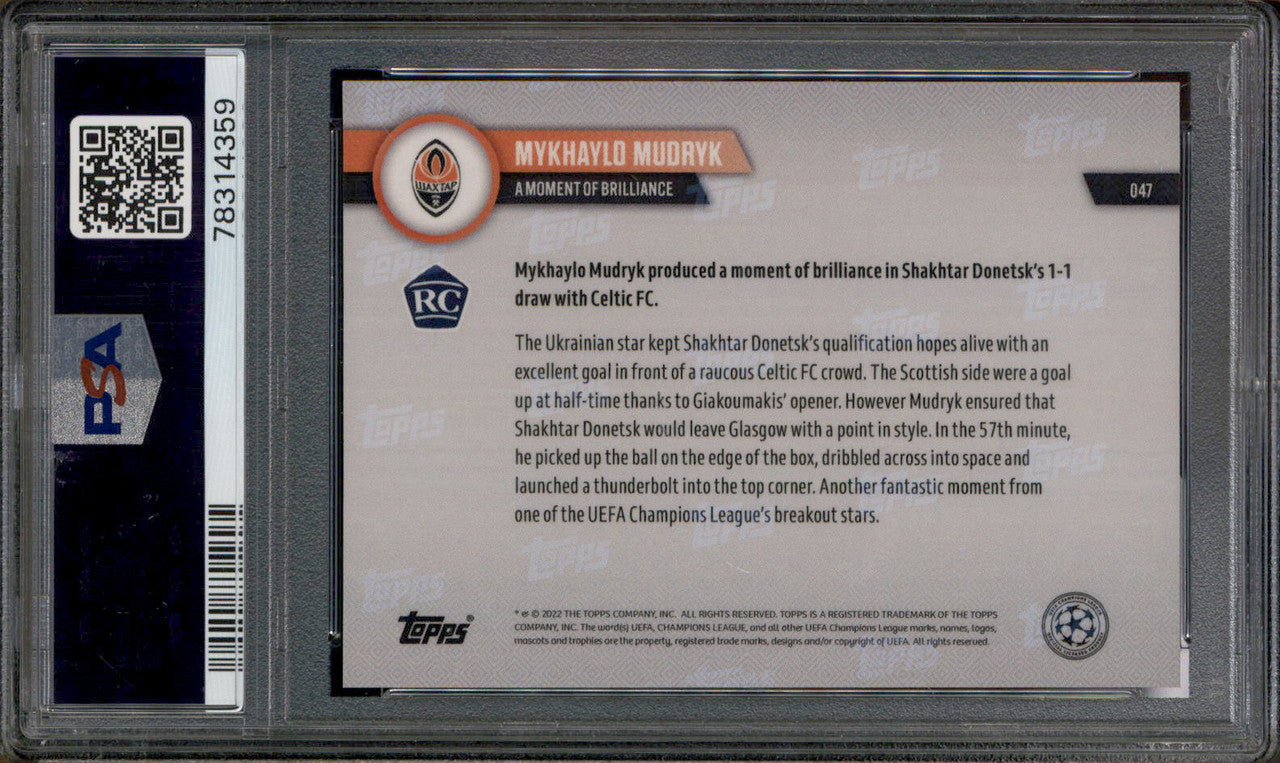 78314359
PSA
ШАХТАР
MYKHAYLO MUDRYK
A MOMENT OF BRILLIANCE
047
RC
Mykhaylo Mudryk produced a moment of brilliance in Shakhtar Donetsk's 1-1
draw with Celtic FC.
The Ukrainian star kept Shakhtar Donetsk's qualification hopes alive with an
excellent goal in front of a raucous Celtic FC crowd. The Scottish side were a goal
up at half-time thanks to Giakoumakis' opener. However Mudryk ensured that
Shakhtar Donetsk would leave Glasgow with a point in style. In the 57th minute,
he picked up the ball on the edge of the box, dribbled across into space and
launched a thunderbolt into the top corner. Another fantastic moment from
one of the UEFA Champions League's breakout stars.
Topps®
* ® © 2022 THE TOPPS COMPANY, INC. ALL RIGHTS RESERVED. TOPPS IS A REGISTERED TRADEMARK OF THE TOPPS
COMPANY, INC. The word(s) UEFA, CHAMPIONS LEAGUE, and all other UEFA Champions League marks, names, logos,
mascots and trophies are the property, registered trade marks, designs and/or copyright of UEFA. All rights reserved.